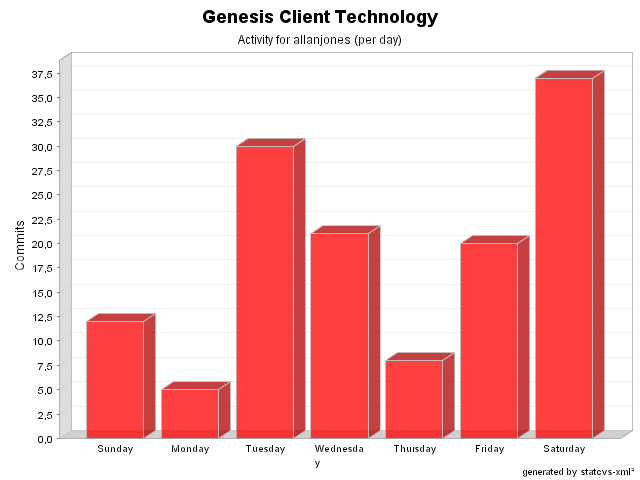 Genesis Client Technology
Activity for allanjones (per day)
Commits
37,5
35,0
32,5
30,0
27,5
25,0
22,5
20,0
17,5
15,0
12,5
10,0
7,5
5,0
2,5
0,0
Sunday Monday Tuesday Wednesda Thursday Friday Saturday
y
generated by statcvs-xml²